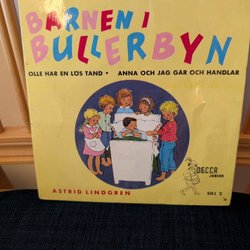 BARNEN I
BULLERBYN
OLLE HAR EN LÖS TAND • ANNA OCH JAG GÅR OCH HANDLAR
DECCA
JUNIOR
ASTRID LINDGREN
SDJ 2